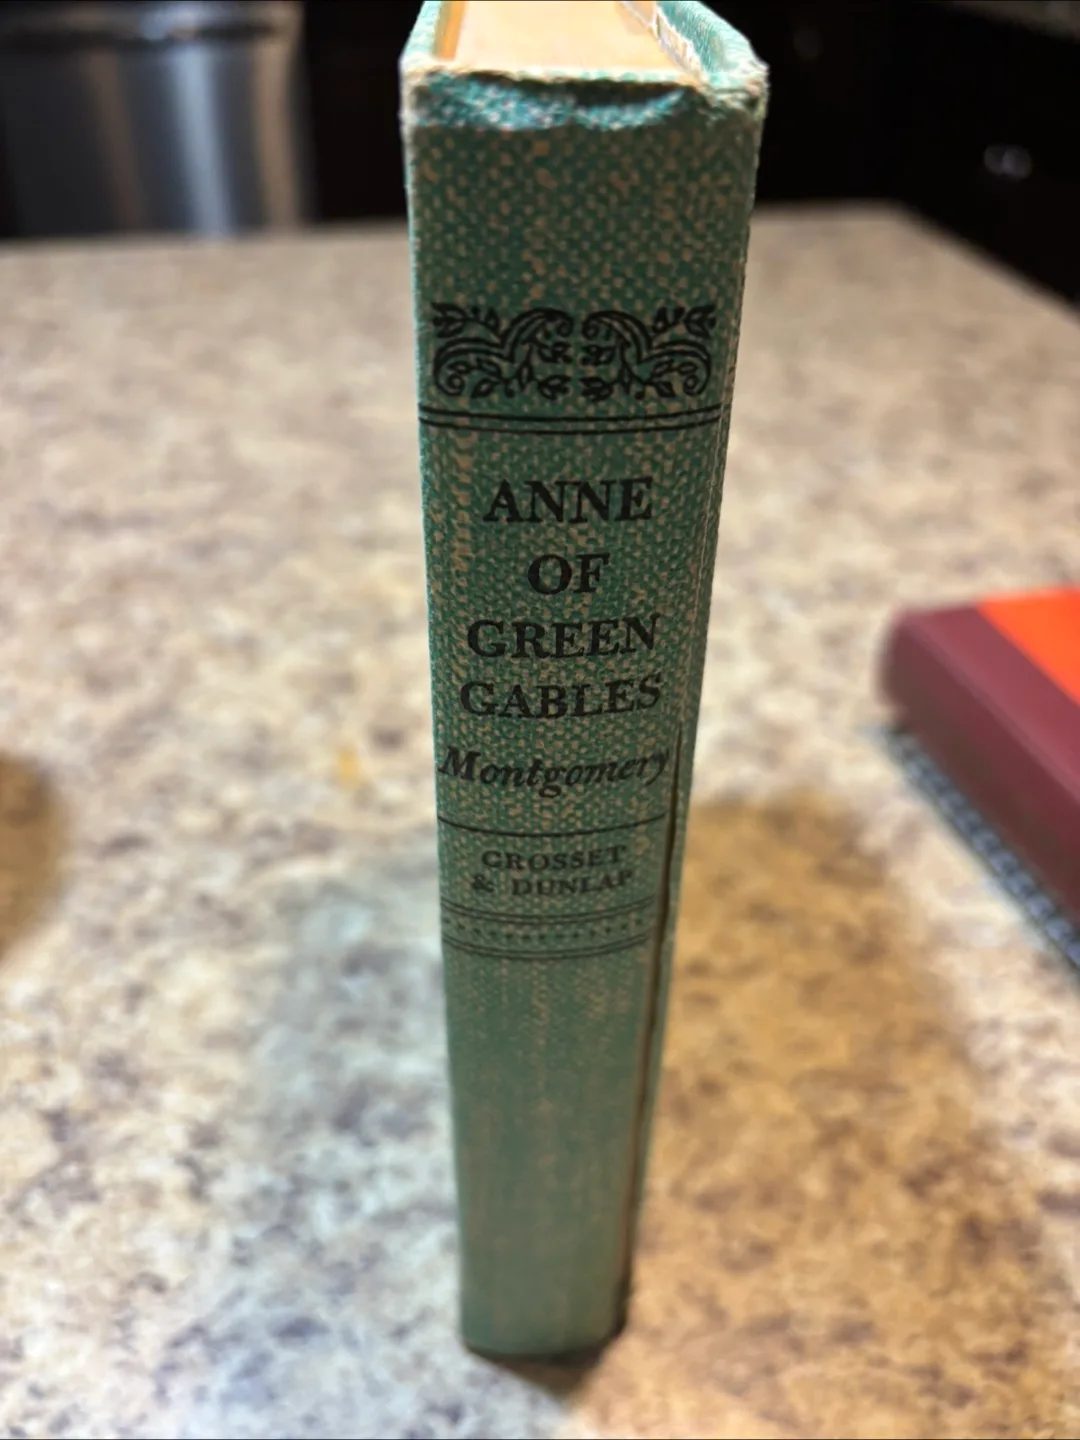 ANNE
OF
GREEN
GABLES
Montgomery
GROSSET
& DUNLAP